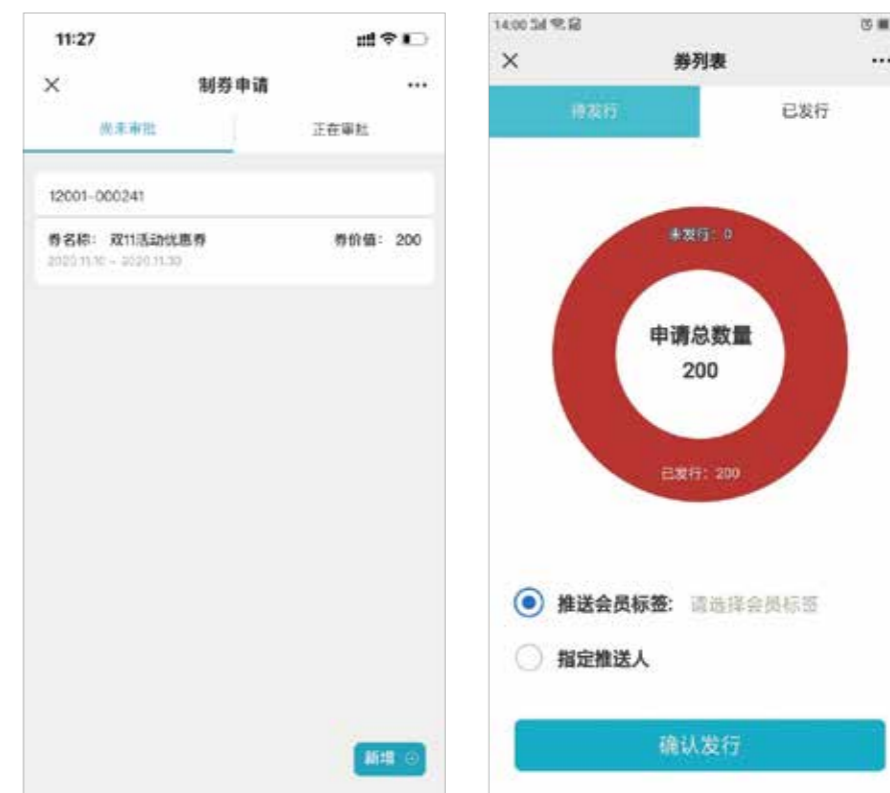 11:27
制券申请
尚未审批
正在审批
12001-000241
券名称： 双11活动优惠券
券价值： 200
2020.11.10 ~ 2020.11.30
新增
14:00
券列表
待发行
已发行
未发行: 0
申请总数量
200
已发行: 200
推送会员标签: 请选择会员标签
指定推送人
确认发行